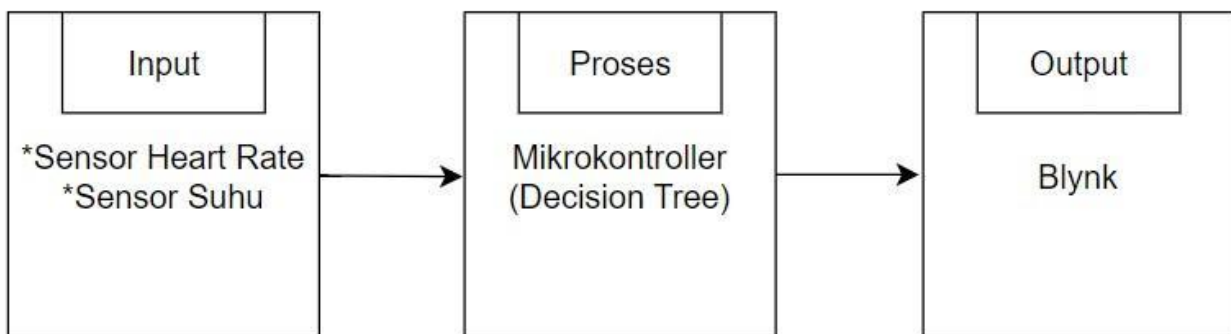 Input
*Sensor Heart Rate
*Sensor Suhu
Proses
Mikrokontroller
(Decision Tree)
Output
Blynk